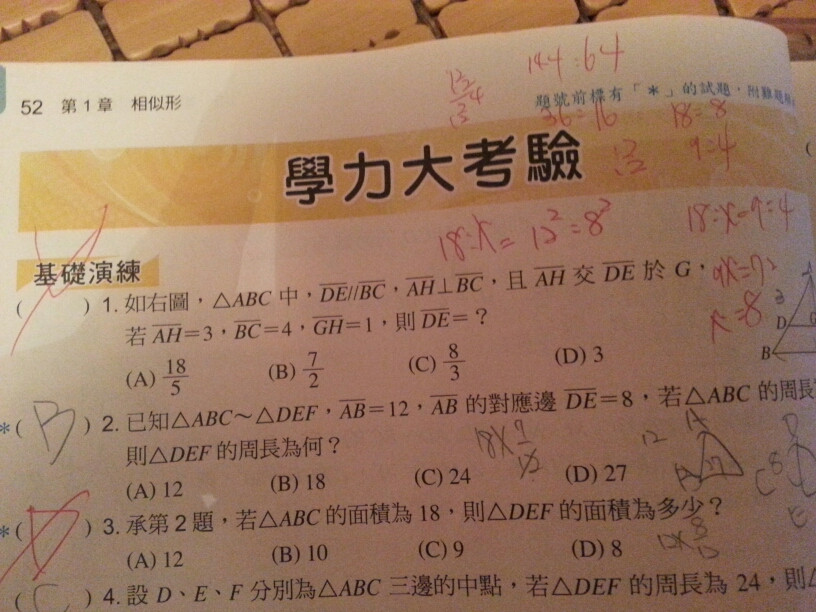 52 第1章 相似形
144:64
12
13
4
題號前標有「*」的試題,附
36:16
18:8
9:4
學力大考驗
18:x=9:4
18:x=12²:8²
9x=72
x=8
基礎演練
( ) 1. 如右圖,△ABC 中,DE//BC,AH⊥BC,且 AH 交 DE 於 G,
若 AH=3,BC=4,GH=1,則 DE=?
(A) 18/5 (B) 7/2 (C) 8/3 (D) 3
3
D
B
*( B ) 2. 已知△ABC~△DEF,AB=12,AB 的對應邊 DE=8,若△ABC 的周長
則△DEF 的周長為何?
(A) 12 (B) 18 (C) 24 (D) 27
12
A
B
27
C
D
8
E
*( ) 3. 承第2題,若△ABC 的面積為 18,則△DEF 的面積為多少?
(A) 12 (B) 10 (C) 9 (D) 8
( C ) 4. 設 D、E、F 分別為△ABC 三邊的中點,若△DEF 的周長為 24,則△